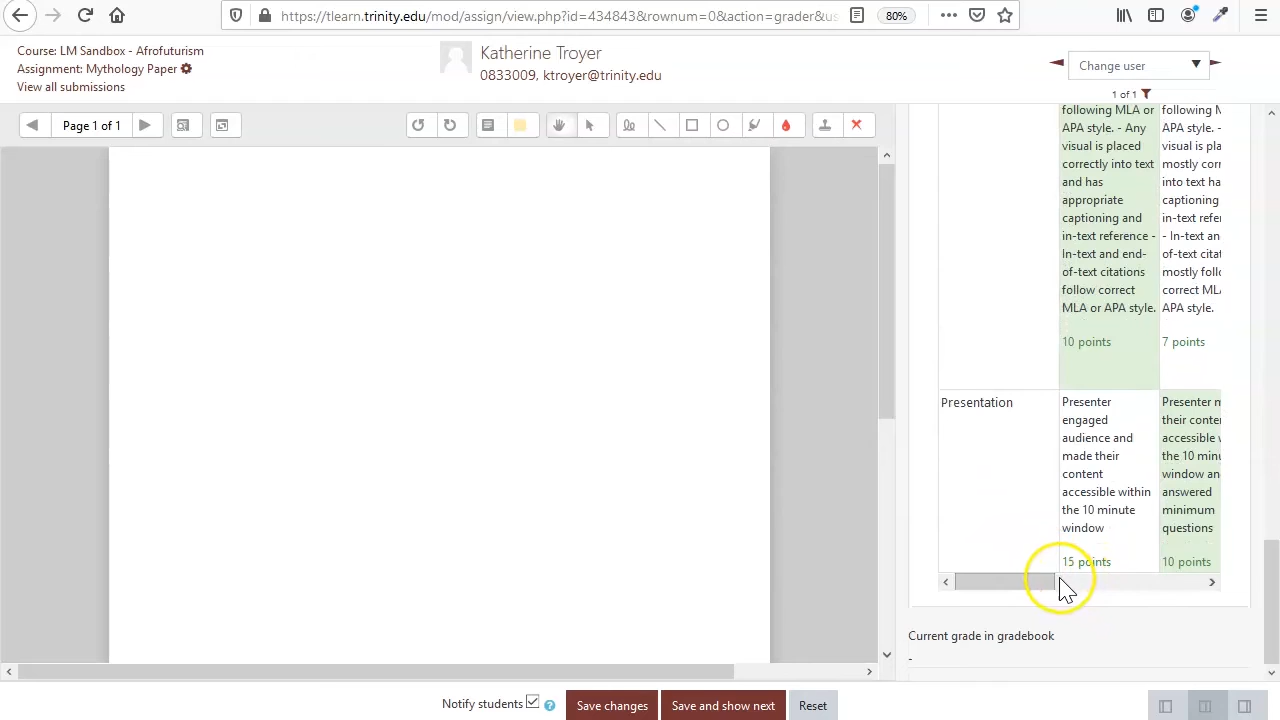 https://tlearn.trinity.edu/mod/assign/view.php?id=434843&rownum=0&action=grader&us
80%
Course: LM Sandbox - Afrofuturism
Assignment: Mythology Paper
View all submissions
Katherine Troyer
0833009, ktroyer@trinity.edu
Change user
1 of 1
Page 1 of 1
following MLA or
APA style. - Any
visual is placed
correctly into text
and has
appropriate
captioning and
in-text reference -
In-text and end-
of-text citations
follow correct
MLA or APA style.
10 points
following M
APA style. -
visual is pla
mostly corr
into text ha
captioning
in-text refer
- In-text an
of-text citat
mostly follo
correct MLA
APA style.
7 points
Presentation
Presenter
engaged
audience and
made their
content
accessible within
the 10 minute
window
15 points
Presenter m
their conten
accessible w
the 10 minu
window an
answered
minimum
questions
10 points
Current grade in gradebook
-
Notify students
Save changes
Save and show next
Reset